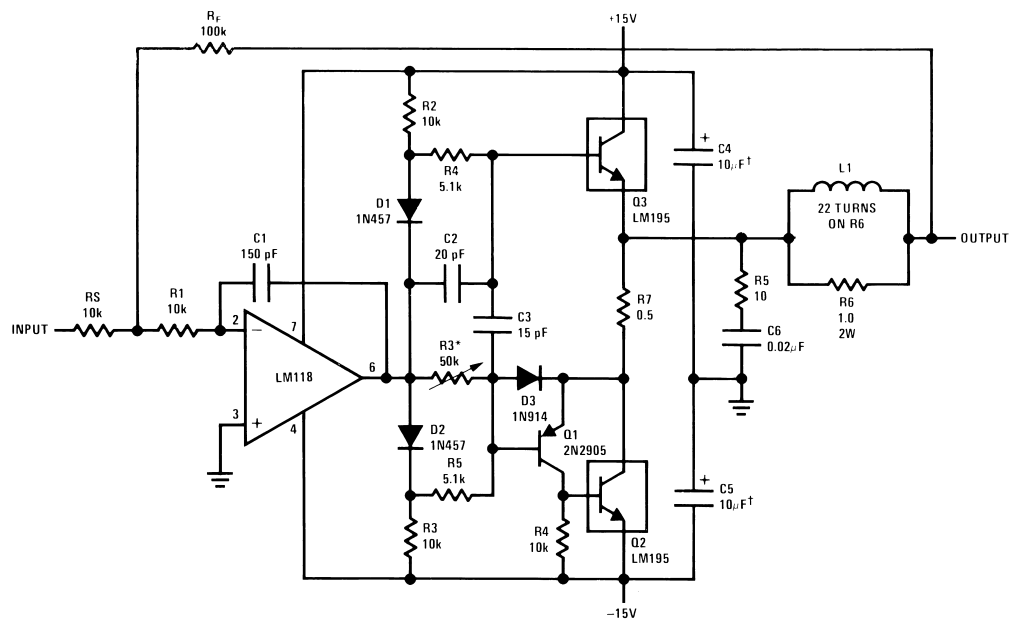 R_F
100k
+15V
R2
10k
R4
5.1k
C4
10μF†
L1
22 TURNS
ON R6
D1
1N457
Q3
LM195
OUTPUT
C1
150 pF
C2
20 pF
RS
10k
R1
10k
INPUT
2
7
LM118
6
3
4
C3
15 pF
R3*
50k
R7
0.5
R5
10
C6
0.02μF
R6
1.0
2W
D3
1N914
D2
1N457
Q1
2N2905
R5
5.1k
R3
10k
R4
10k
Q2
LM195
C5
10μF†
−15V